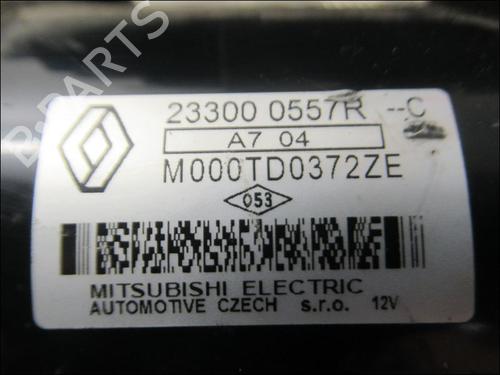 B-PARTS
23300 0557R --C
A7 04
M000TD0372ZE
053
MITSUBISHI ELECTRIC
AUTOMOTIVE CZECH s.r.o. 12V